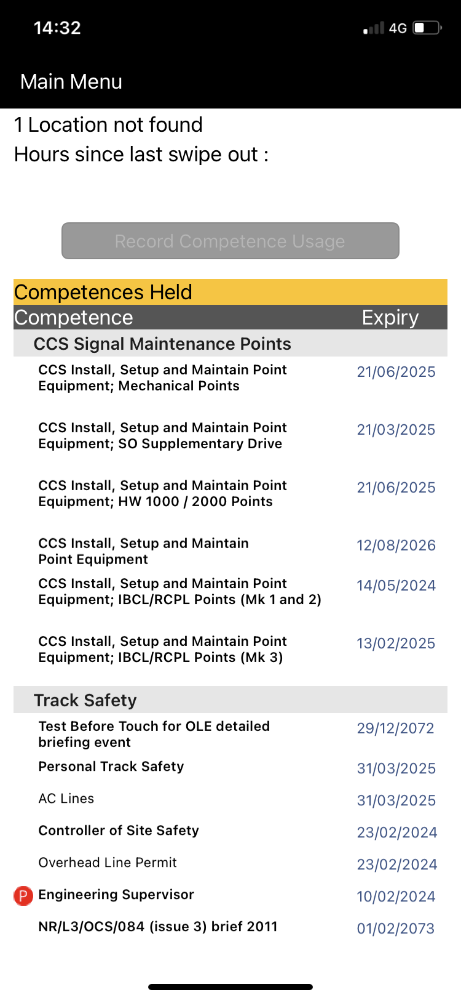 14:32
4G
Main Menu
1 Location not found
Hours since last swipe out :
Record Competence Usage
Competences Held
Competence Expiry
CCS Signal Maintenance Points
CCS Install, Setup and Maintain Point 21/06/2025
Equipment; Mechanical Points
CCS Install, Setup and Maintain Point 21/03/2025
Equipment; SO Supplementary Drive
CCS Install, Setup and Maintain Point 21/06/2025
Equipment; HW 1000 / 2000 Points
CCS Install, Setup and Maintain 12/08/2026
Point Equipment
CCS Install, Setup and Maintain Point 14/05/2024
Equipment; IBCL/RCPL Points (Mk 1 and 2)
CCS Install, Setup and Maintain Point 13/02/2025
Equipment; IBCL/RCPL Points (Mk 3)
Track Safety
Test Before Touch for OLE detailed 29/12/2072
briefing event
Personal Track Safety 31/03/2025
AC Lines 31/03/2025
Controller of Site Safety 23/02/2024
Overhead Line Permit 23/02/2024
P Engineering Supervisor 10/02/2024
NR/L3/OCS/084 (issue 3) brief 2011 01/02/2073